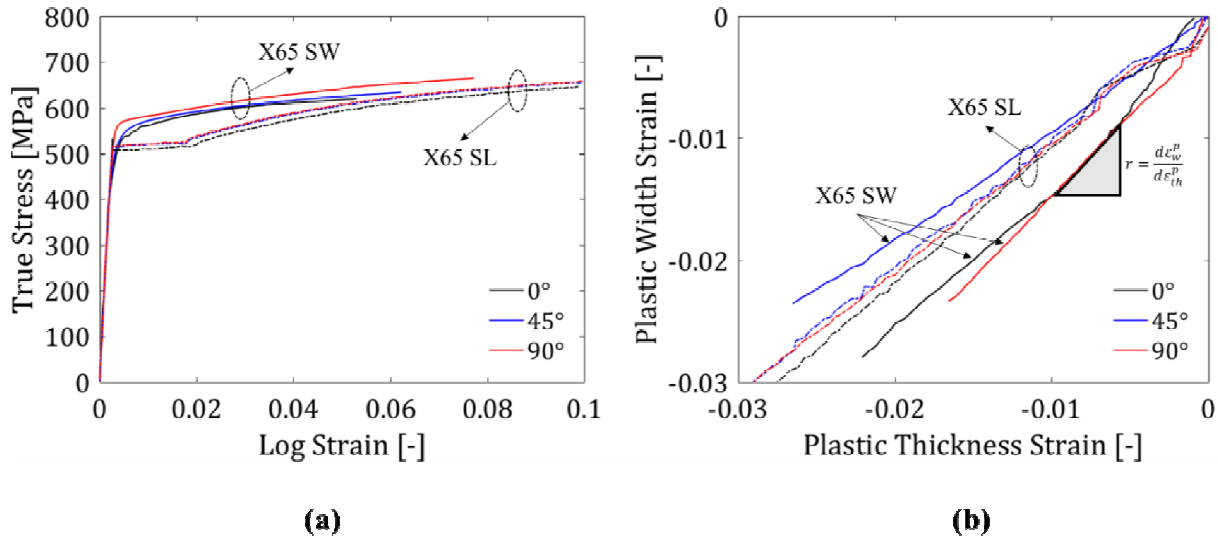 800
700
600
500
400
300
200
100
0
True Stress [MPa]
X65 SW
X65 SL
0°
45°
90°
0 0.02 0.04 0.06 0.08 0.1
Log Strain [-]
(a)
0
-0.01
-0.02
-0.03
Plastic Width Strain [-]
X65 SL
r = dε_w^p / dε_th^p
X65 SW
0°
45°
90°
-0.03 -0.02 -0.01 0
Plastic Thickness Strain [-]
(b)